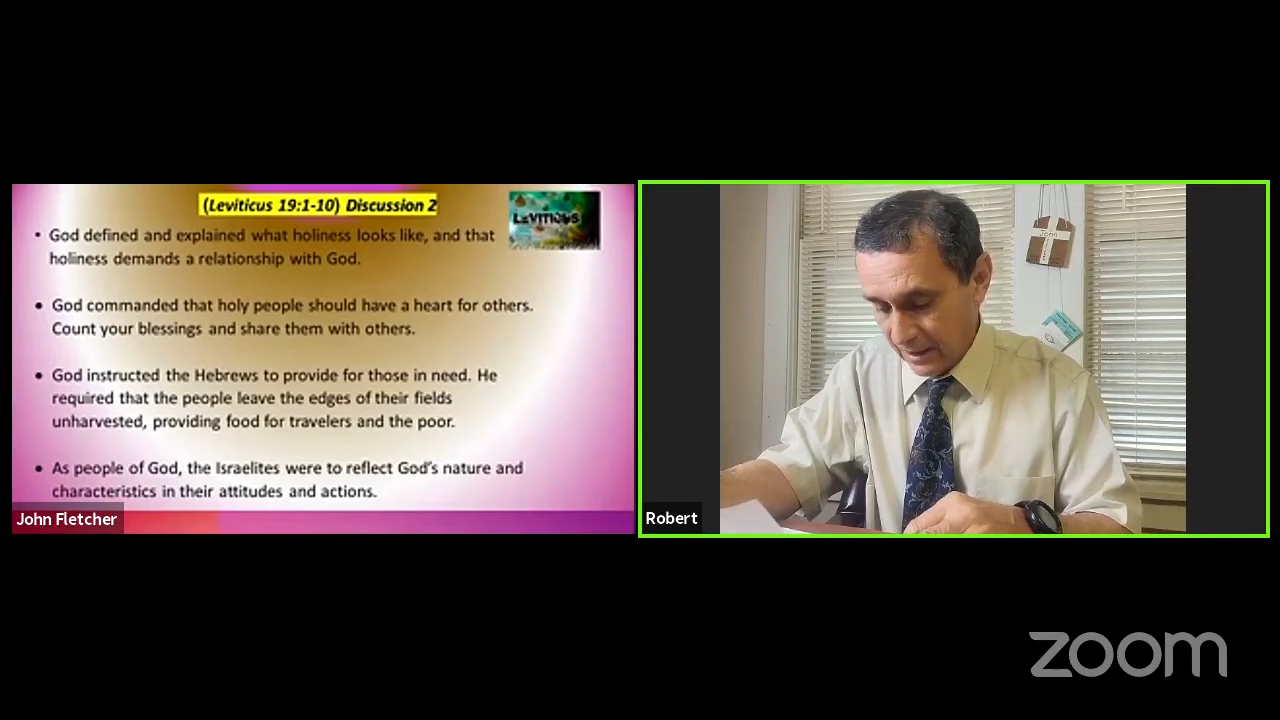 (Leviticus 19:1-10) Discussion 2
LEVITICUS
• God defined and explained what holiness looks like, and that
holiness demands a relationship with God.
• God commanded that holy people should have a heart for others.
Count your blessings and share them with others.
• God instructed the Hebrews to provide for those in need. He
required that the people leave the edges of their fields
unharvested, providing food for travelers and the poor.
• As people of God, the Israelites were to reflect God's nature and
characteristics in their attitudes and actions.
John Fletcher
John
Robert
zoom